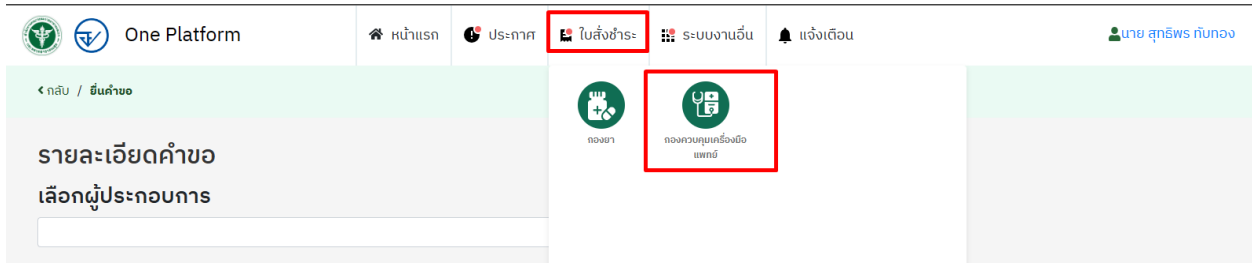 One Platform
หน้าแรก
ประกาศ
ใบสั่งชำระ
ระบบงานอื่น
แจ้งเตือน
นาย สุทธิพร ทับทอง
กลับ / ยื่นคำขอ
กองยา
กองควบคุมเครื่องมือ
แพทย์
รายละเอียดคำขอ
เลือกผู้ประกอบการ